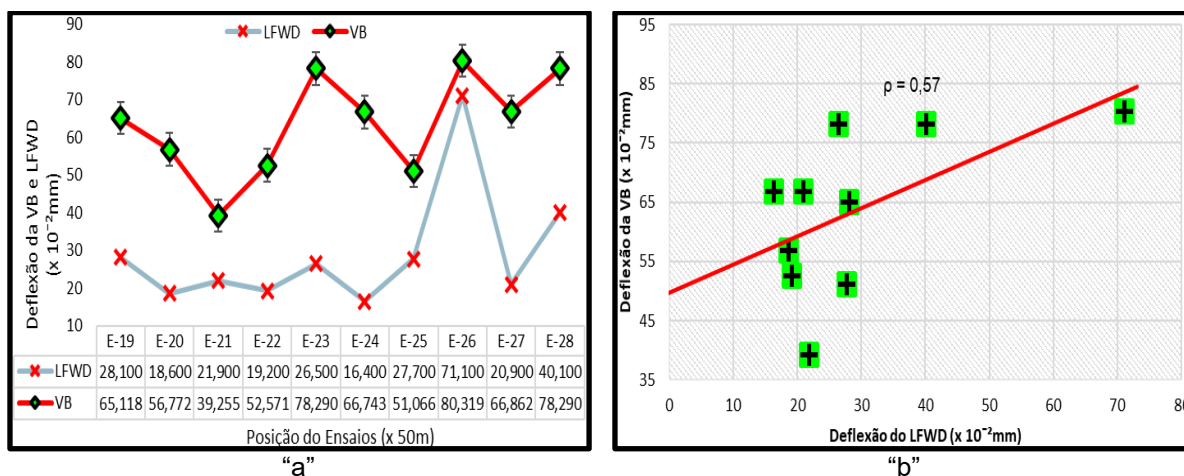 LFWD VB
Deflexão da VB e LFWD
(x 10⁻²mm)
90
80
70
60
50
40
30
20
10
E-19 E-20 E-21 E-22 E-23 E-24 E-25 E-26 E-27 E-28
LFWD 28,100 18,600 21,900 19,200 26,500 16,400 27,700 71,100 20,900 40,100
VB 65,118 56,772 39,255 52,571 78,290 66,743 51,066 80,319 66,862 78,290
Posição do Ensaios (x 50m)
"a"
Deflexão da VB (x 10⁻²mm)
95
85
75
65
55
45
35
ρ = 0,57
0 10 20 30 40 50 60 70 80
Deflexão do LFWD (x 10⁻²mm)
"b"